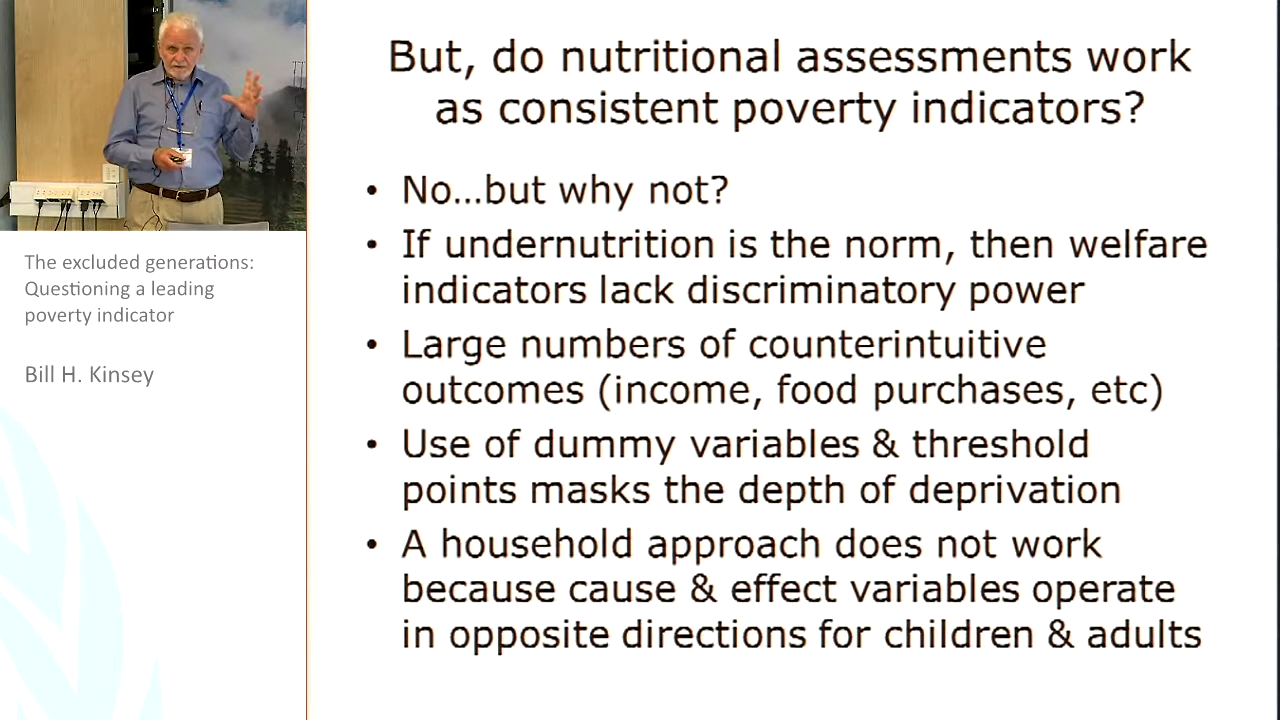 But, do nutritional assessments work
as consistent poverty indicators?
• No...but why not?
• If undernutrition is the norm, then welfare
indicators lack discriminatory power
• Large numbers of counterintuitive
outcomes (income, food purchases, etc)
• Use of dummy variables & threshold
points masks the depth of deprivation
• A household approach does not work
because cause & effect variables operate
in opposite directions for children & adults
The excluded generations:
Questioning a leading
poverty indicator
Bill H. Kinsey